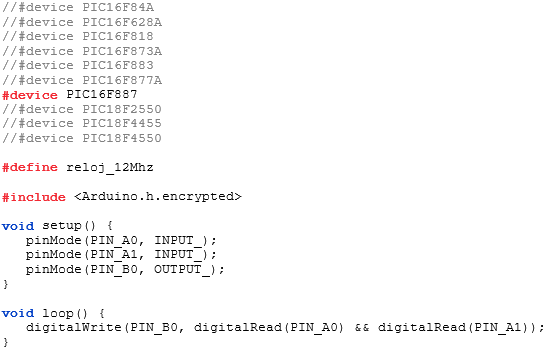 //#device PIC16F84A
//#device PIC16F628A
//#device PIC16F818
//#device PIC16F873A
//#device PIC16F883
//#device PIC16F877A
#device PIC16F887
//#device PIC18F2550
//#device PIC18F4455
//#device PIC18F4550
#define reloj_12Mhz
#include <Arduino.h.encrypted>
void setup() {
pinMode(PIN_A0, INPUT_);
pinMode(PIN_A1, INPUT_);
pinMode(PIN_B0, OUTPUT_);
}
void loop() {
digitalWrite(PIN_B0, digitalRead(PIN_A0) && digitalRead(PIN_A1));
}